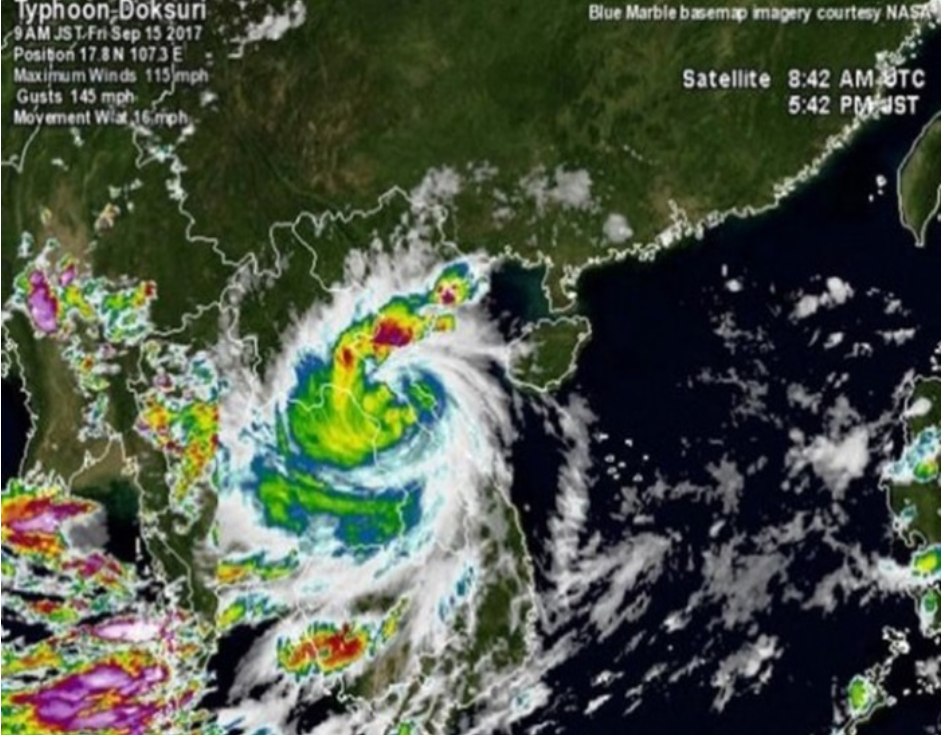 Typhoon Doksuri
9AM JST Fri Sep 15 2017
Position 17.8 N 107.3 E
Maximum Winds 115 mph
Gusts 145 mph
Movement W at 16 mph
Blue Marble basemap imagery courtesy NASA
Satellite 8:42 AM UTC
5:42 PM JST